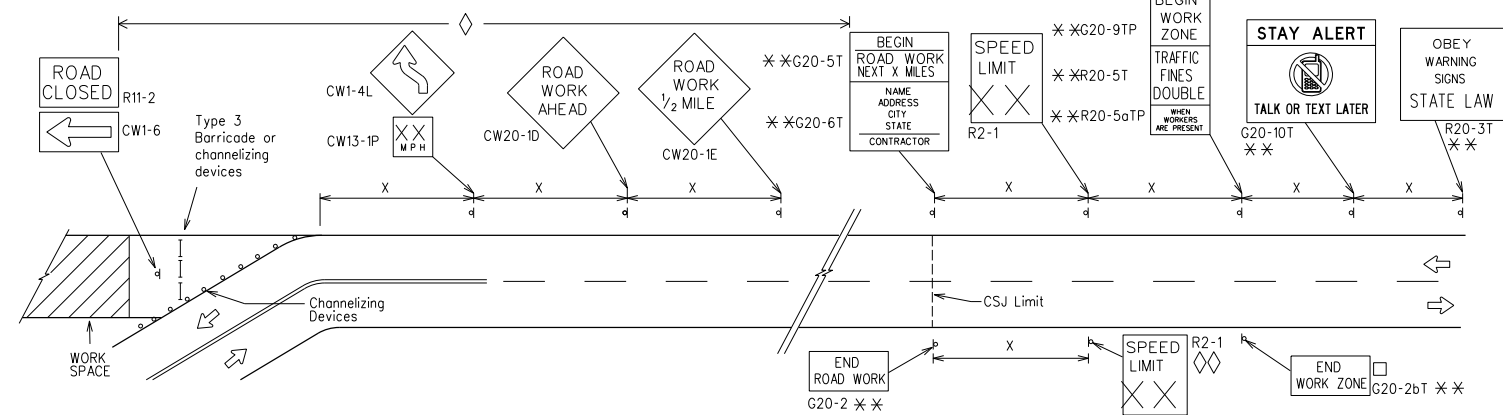 ROAD
CLOSED
R11-2
CW1-6
Type 3
Barricade or
channelizing
devices
CW1-4L
XX
MPH
CW13-1P
ROAD
WORK
AHEAD
CW20-1D
ROAD
WORK
1/2 MILE
CW20-1E
* *G20-5T
* *G20-6T
BEGIN
ROAD WORK
NEXT X MILES
NAME
ADDRESS
CITY
STATE
CONTRACTOR
SPEED
LIMIT
X X
R2-1
* *G20-9TP
* *R20-5T
* *R20-5aTP
BEGIN
WORK
ZONE
TRAFFIC
FINES
DOUBLE
WHEN
WORKERS
ARE PRESENT
STAY ALERT
TALK OR TEXT LATER
G20-10T
* *
OBEY
WARNING
SIGNS
STATE LAW
R20-3T
* *
X X X X X X X
Channelizing
Devices
CSJ Limit
WORK
SPACE
END
ROAD WORK
G20-2 * *
X
SPEED
LIMIT
X X
R2-1
END
WORK ZONE
G20-2bT * *